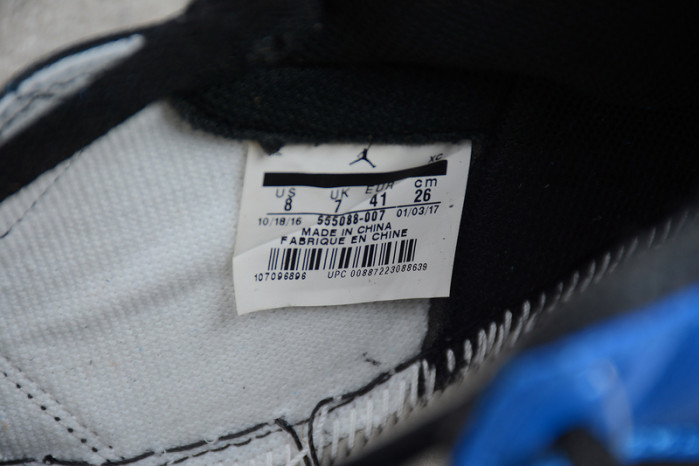 xc
US UK EUR cm
8 7 41 26
10/18/16 555088-007 01/03/17
MADE IN CHINA
FABRIQUE EN CHINE
107096896 UPC 00887223088639